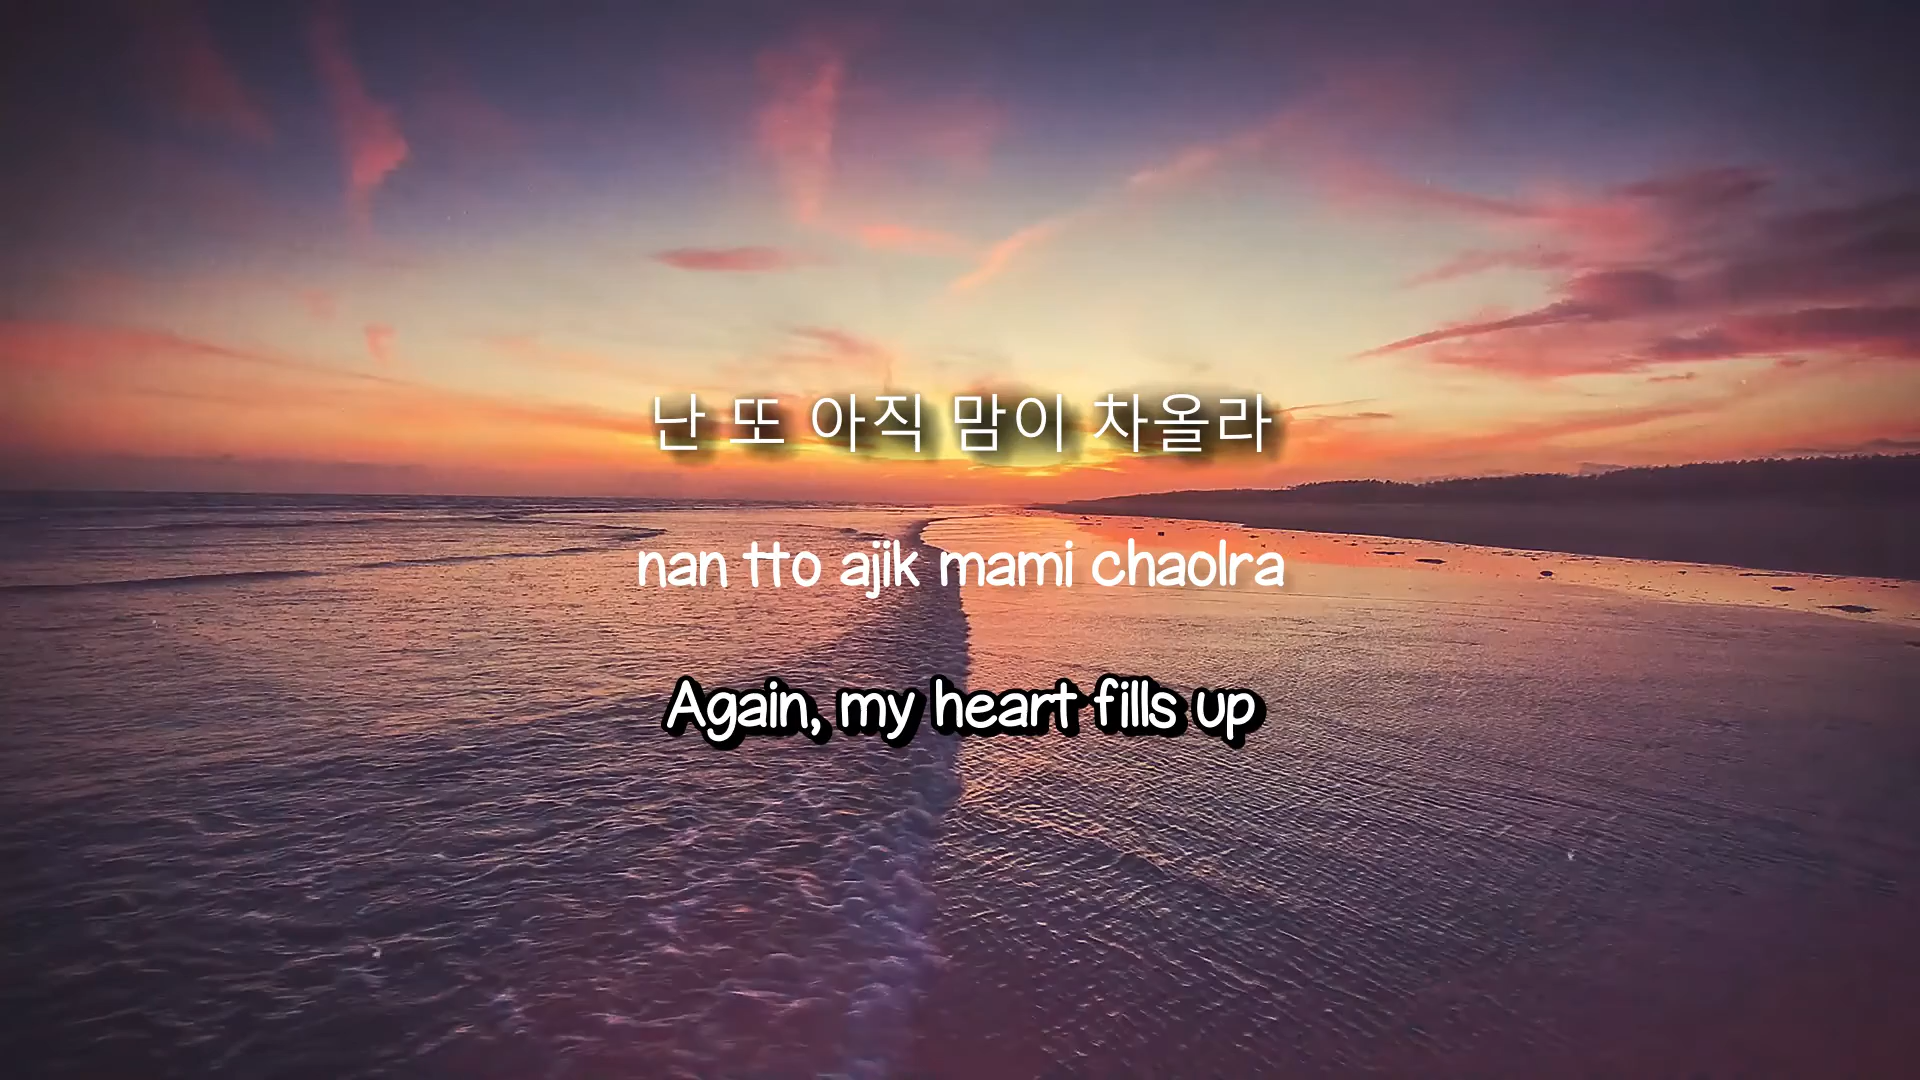 난 또 아직 맘이 차올라
nan tto ajik mami chaolra
Again, my heart fills up